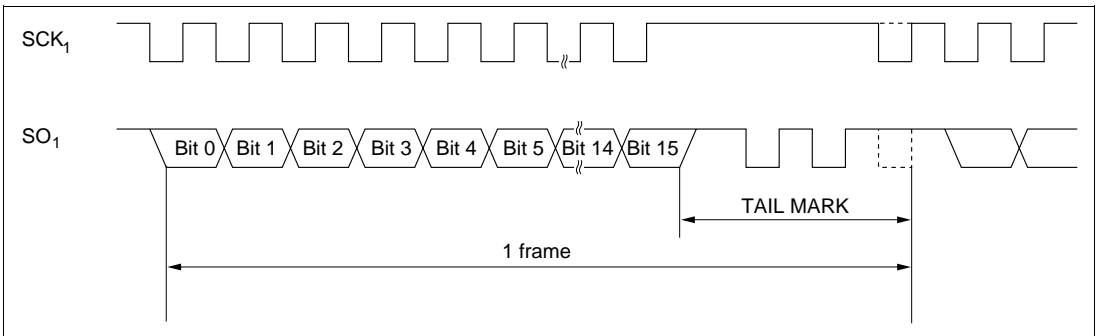 SCK1
SO1
Bit 0 Bit 1 Bit 2 Bit 3 Bit 4 Bit 5 Bit 14 Bit 15
TAIL MARK
1 frame